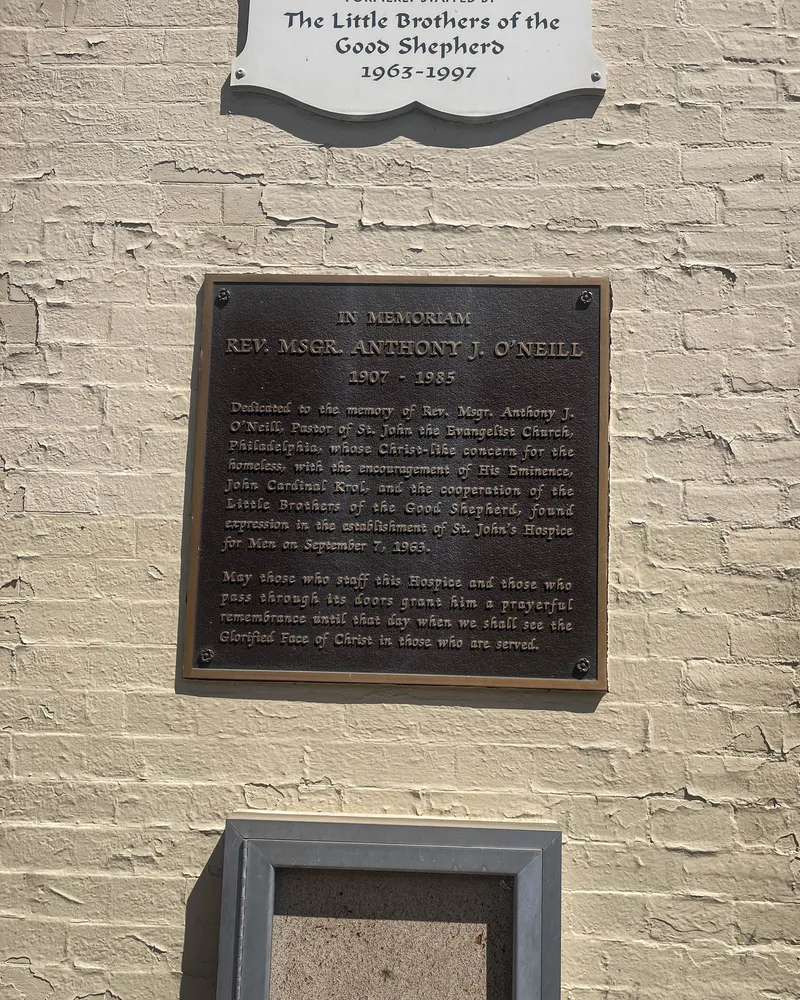 FORMERLY STAFFED BY
The Little Brothers of the
Good Shepherd
1963-1997
IN MEMORIAM
REV. MSGR. ANTHONY J. O'NEILL
1907 - 1985
Dedicated to the memory of Rev. Msgr. Anthony J.
O'Neill, Pastor of St. John the Evangelist Church,
Philadelphia, whose Christ-like concern for the
homeless, with the encouragement of His Eminence,
John Cardinal Krol, and the cooperation of the
Little Brothers of the Good Shepherd, found
expression in the establishment of St. John's Hospice
for Men on September 7, 1963.
May those who staff this Hospice and those who
pass through its doors grant him a prayerful
remembrance until that day when we shall see the
Glorified Face of Christ in those who are served.